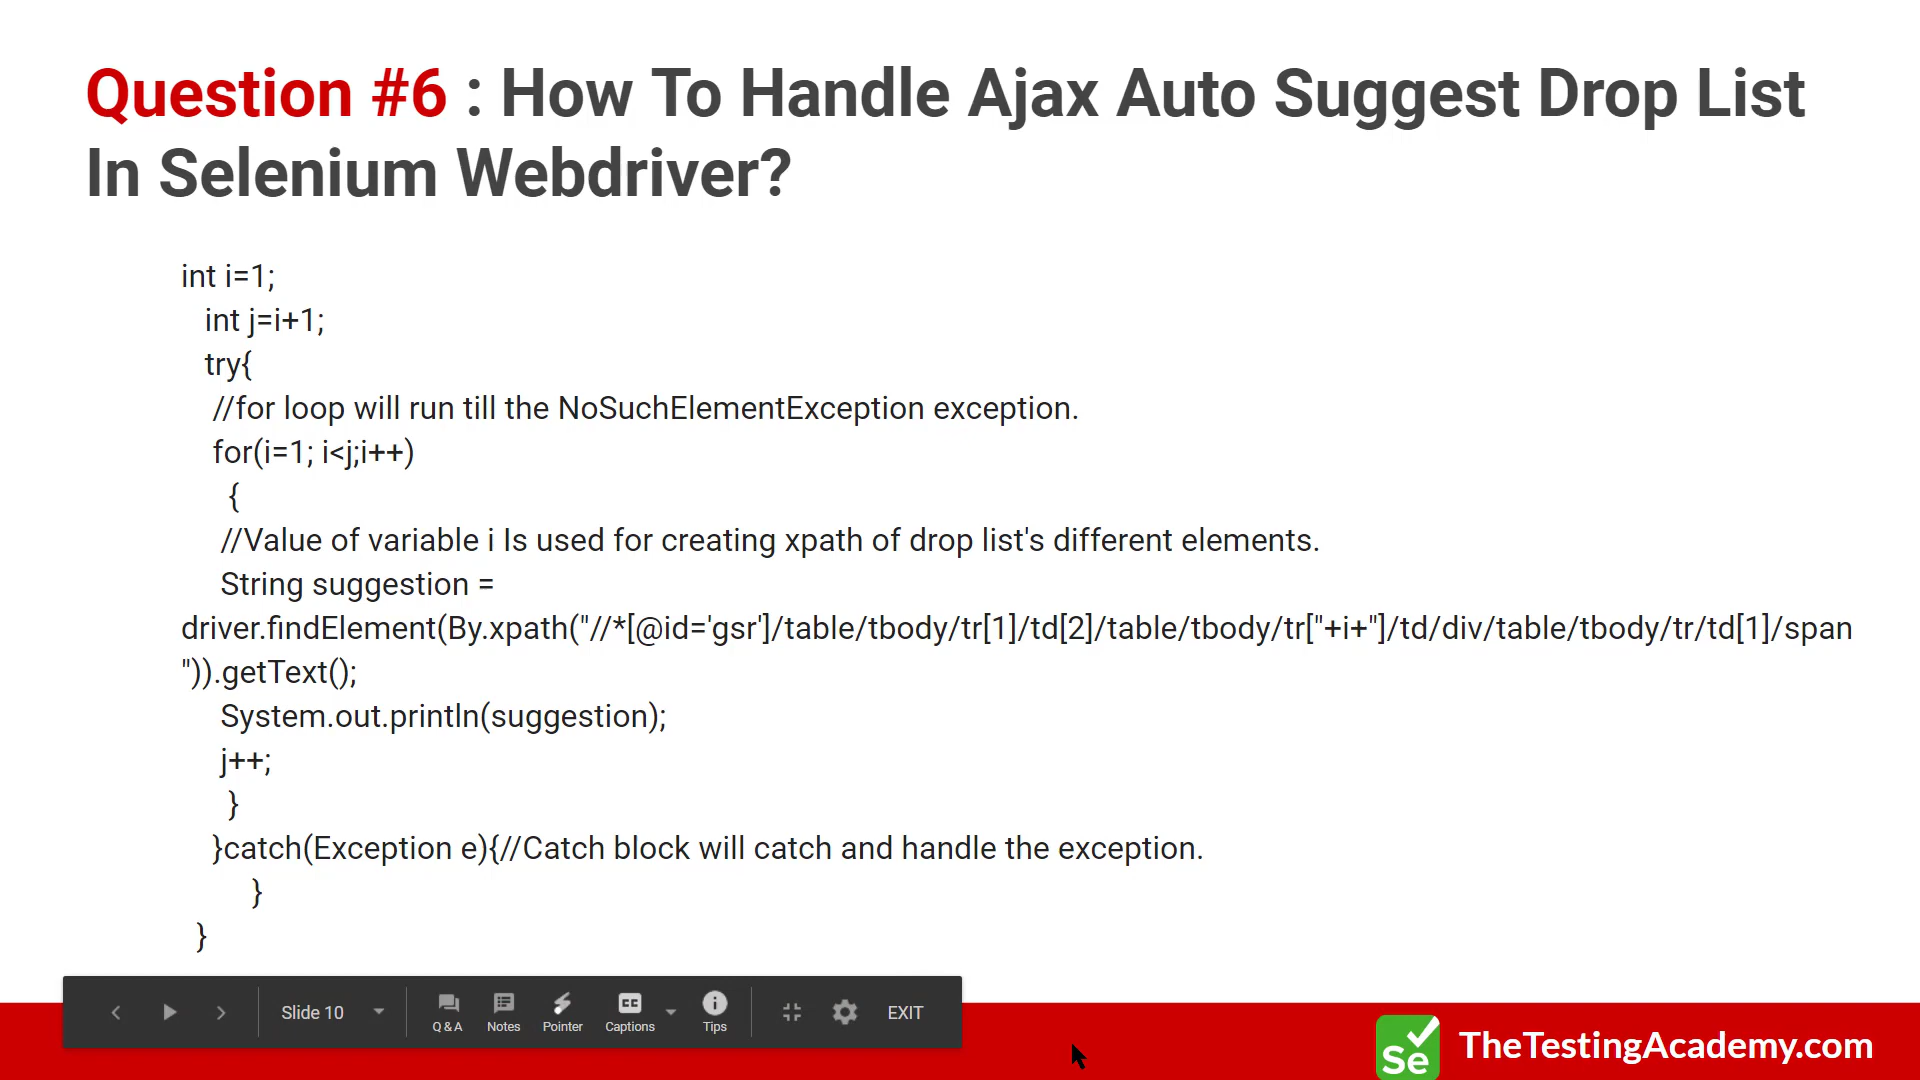 Question #6 : How To Handle Ajax Auto Suggest Drop List
In Selenium Webdriver?
int i=1;
int j=i+1;
try{
//for loop will run till the NoSuchElementException exception.
for(i=1; i<j;i++)
{
//Value of variable i Is used for creating xpath of drop list's different elements.
String suggestion =
driver.findElement(By.xpath("//*[@id='gsr']/table/tbody/tr[1]/td[2]/table/tbody/tr["+i+"]/td/div/table/tbody/tr/td[1]/span
")).getText();
System.out.println(suggestion);
j++;
}
}catch(Exception e){//Catch block will catch and handle the exception.
}
}
Slide 10
Q & A
Notes
Pointer
CC
Captions
Tips
EXIT
Se
TheTestingAcademy.com